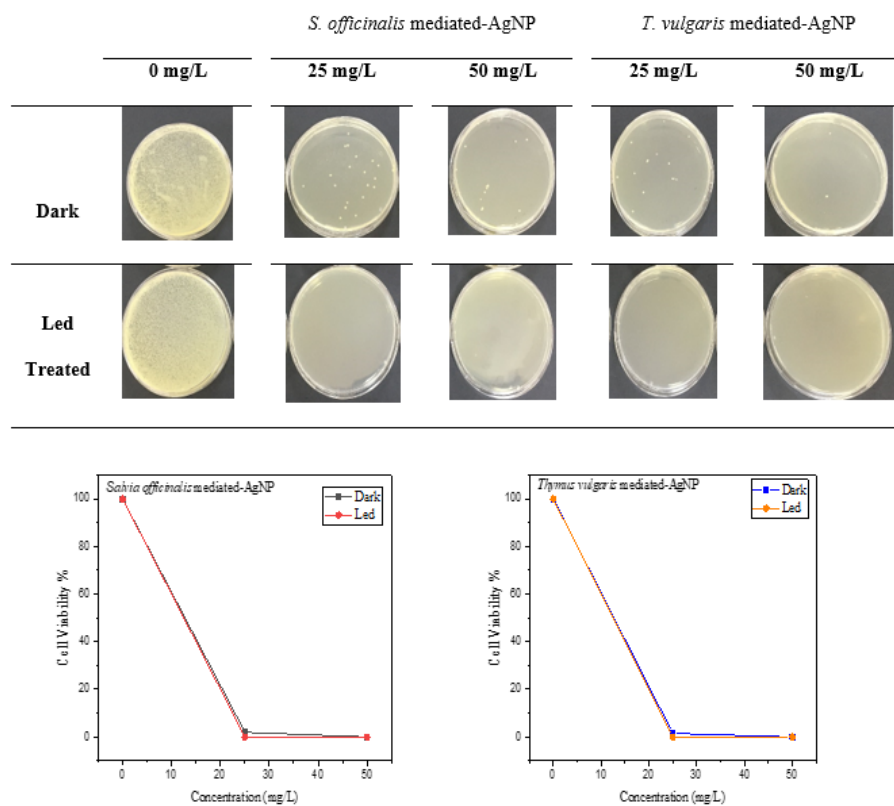 S. officinalis mediated-AgNP T. vulgaris mediated-AgNP
0 mg/L 25 mg/L 50 mg/L 25 mg/L 50 mg/L
Dark
Led
Treated
Salvia officinalis mediated-AgNP
Dark
Led
100
80
60
40
20
0
Cell Viability %
0 10 20 30 40 50
Concentration (mg/L)
Thymus vulgaris mediated-AgNP
Dark
Led
100
80
60
40
20
0
Cell Viability %
0 10 20 30 40 50
Concentration (mg/L)